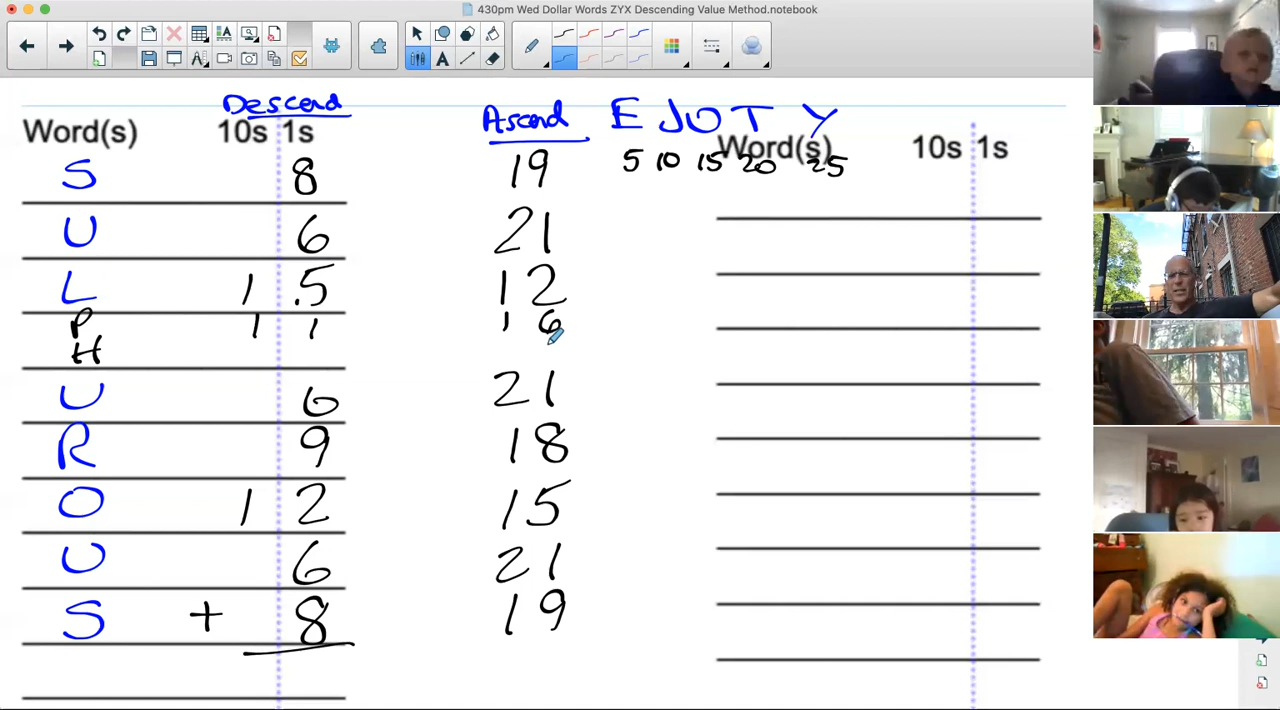 430pm Wed Dollar Words ZYX Descending Value Method.notebook
Descend Ascend E J O T Y
Word(s) 10s 1s 5 10 15 20 25 Word(s) 10s 1s
S 8 19
U 6 21
L 1 5 12
P 1 1 16
H
U 6 21
R 9 18
O 1 2 15
U 6 21
S + 8 19